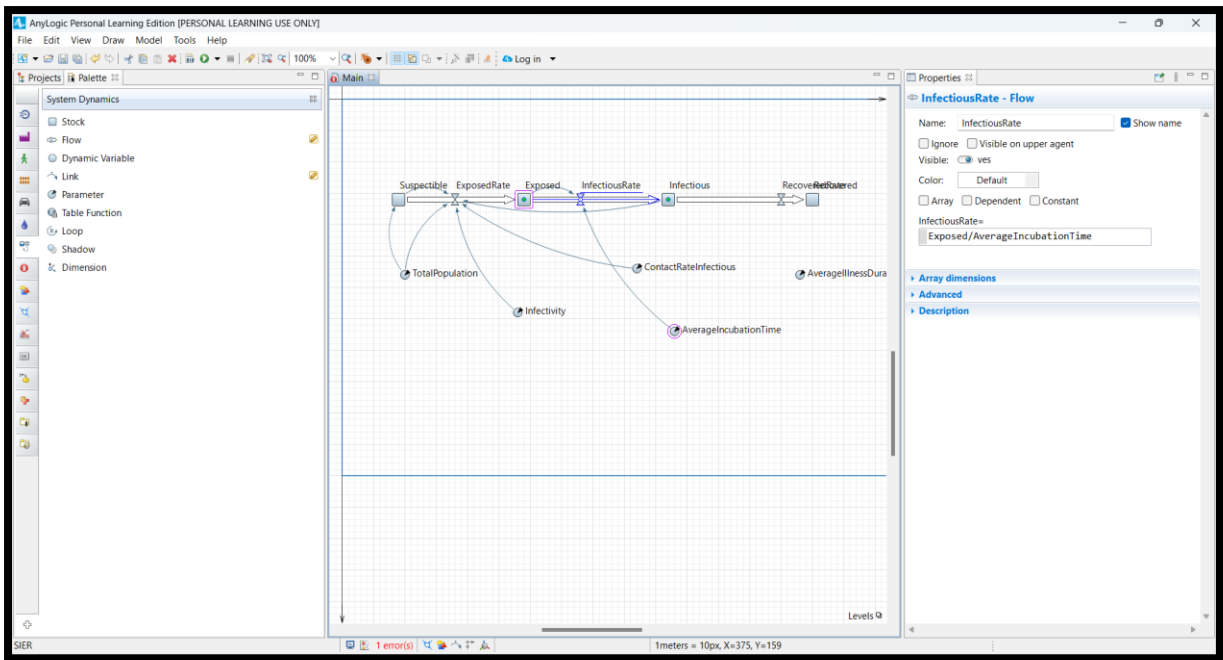 AnyLogic Personal Learning Edition [PERSONAL LEARNING USE ONLY]
File Edit View Draw Model Tools Help
100% Log in
Projects Palette
Main
Properties
System Dynamics
Stock
Flow
Dynamic Variable
Link
Parameter
Table Function
Loop
Shadow
Dimension
Suspectible ExposedRate Exposed InfectiousRate Infectious
TotalPopulation
ContactRateInfectious
AverageIllnessDura
Infectivity
AverageIncubationTime
Levels
InfectiousRate - Flow
Name: InfectiousRate Show name
Ignore Visible on upper agent
Visible: yes
Color: Default
Array Dependent Constant
InfectiousRate=
Exposed/AverageIncubationTime
Array dimensions
Advanced
Description
SIER
1 error(s)
1meters = 10px, X=375, Y=159